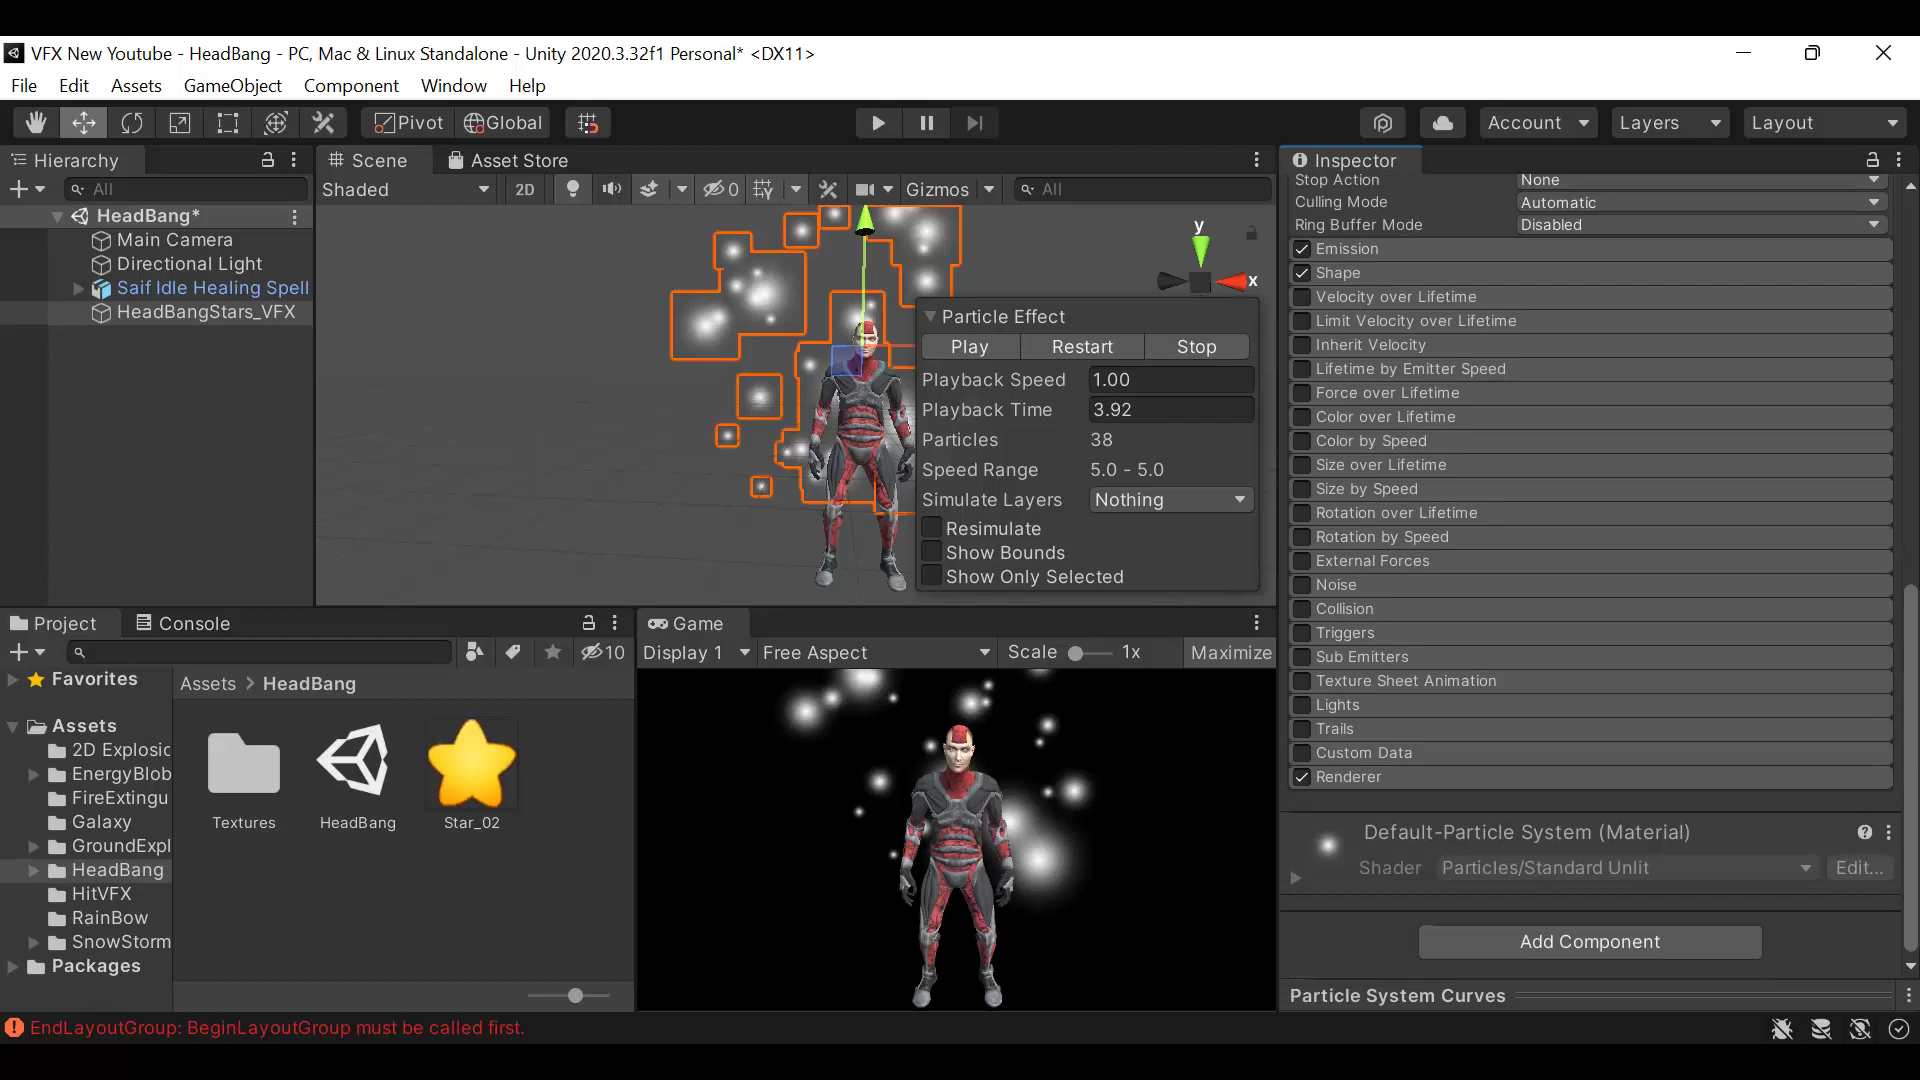 VFX New Youtube - HeadBang - PC, Mac & Linux Standalone - Unity 2020.3.32f1 Personal* <DX11>
File Edit Assets GameObject Component Window Help
Pivot Global Account Layers Layout
Hierarchy
All
HeadBang*
Main Camera
Directional Light
Saif Idle Healing Spell
HeadBangStars_VFX
Scene Asset Store
Shaded 2D 0 Gizmos All
y
x
Particle Effect
Play Restart Stop
Playback Speed 1.00
Playback Time 3.92
Particles 38
Speed Range 5.0 - 5.0
Simulate Layers Nothing
Resimulate
Show Bounds
Show Only Selected
Inspector
Stop Action None
Culling Mode Automatic
Ring Buffer Mode Disabled
Emission
Shape
Velocity over Lifetime
Limit Velocity over Lifetime
Inherit Velocity
Lifetime by Emitter Speed
Force over Lifetime
Color over Lifetime
Color by Speed
Size over Lifetime
Size by Speed
Rotation over Lifetime
Rotation by Speed
External Forces
Noise
Collision
Triggers
Sub Emitters
Texture Sheet Animation
Lights
Trails
Custom Data
Renderer
Default-Particle System (Material)
Shader Particles/Standard Unlit Edit...
Add Component
Particle System Curves
Project Console
10
Favorites
Assets
2D Explosic
EnergyBlob
FireExtingu
Galaxy
GroundExpl
HeadBang
HitVFX
RainBow
SnowStorm
Packages
Assets > HeadBang
Textures HeadBang Star_02
Game
Display 1 Free Aspect Scale 1x Maximize
EndLayoutGroup: BeginLayoutGroup must be called first.